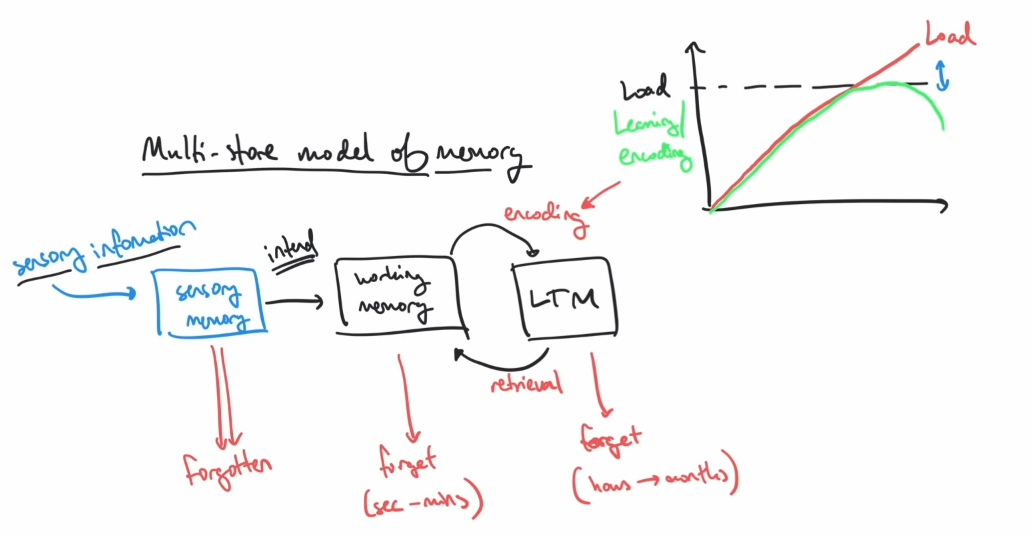 Load
Load
Learning/
encoding
Multi-store model of memory
encoding
sensory information
intend
sensory
memory
working
memory
LTM
retrieval
forgotten
forget
(sec - mins)
forget
(hours → months)